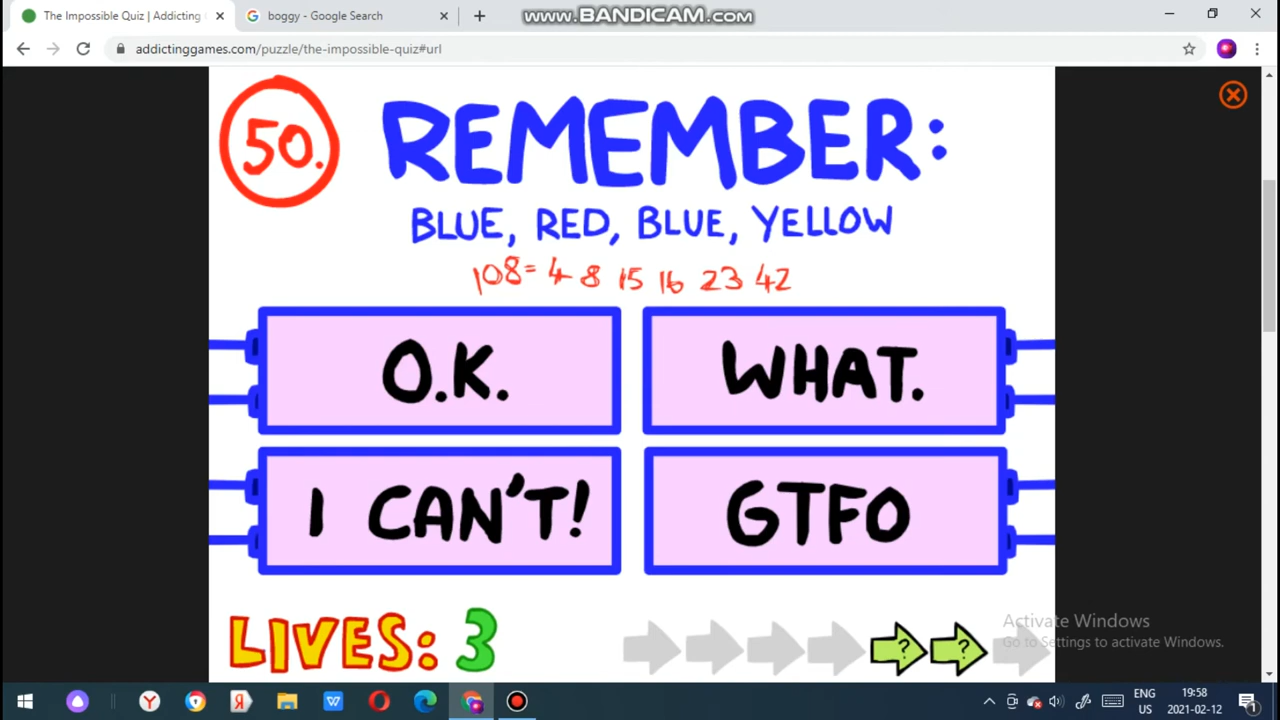 The Impossible Quiz | Addicting
boggy - Google Search
www.BANDICAM.com
addictinggames.com/puzzle/the-impossible-quiz#url
50. REMEMBER:
BLUE, RED, BLUE, YELLOW
108= 4 8 15 16 23 42
O.K. WHAT.
I CAN'T! GTFO
LIVES: 3
? ?
Activate Windows
Go to Settings to activate Windows.
ENG 19:58
US 2021-02-12